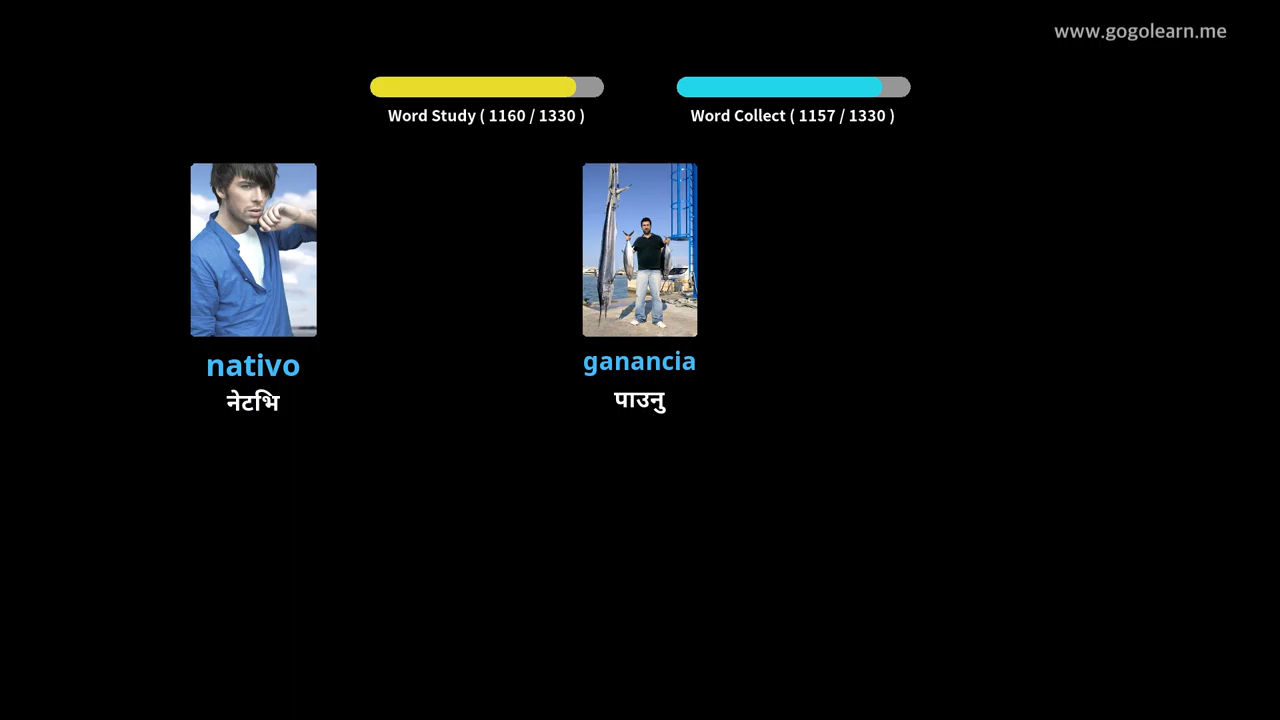 www.gogolearn.me
Word Study ( 1160 / 1330 )
Word Collect ( 1157 / 1330 )
nativo
नेटभि
ganancia
पाउनु